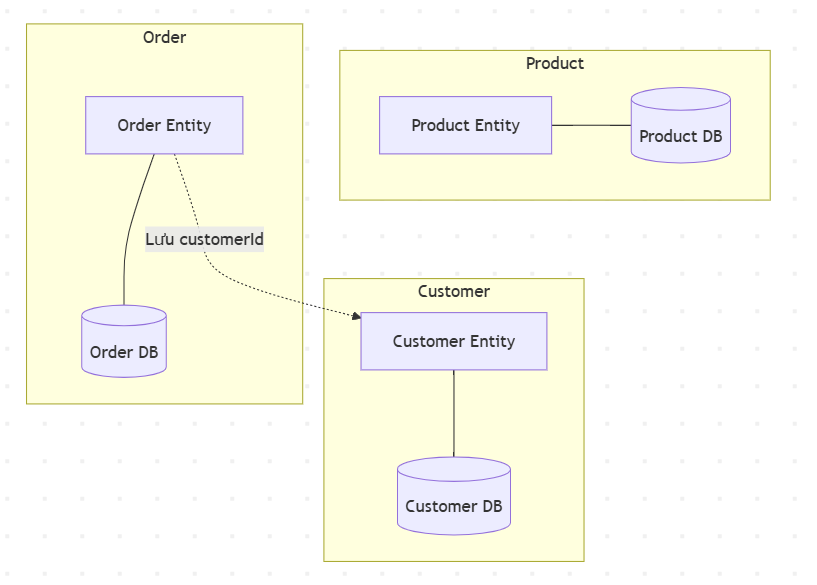 Order
Order Entity
Lưu customerId
Order DB
Product
Product Entity
Product DB
Customer
Customer Entity
Customer DB